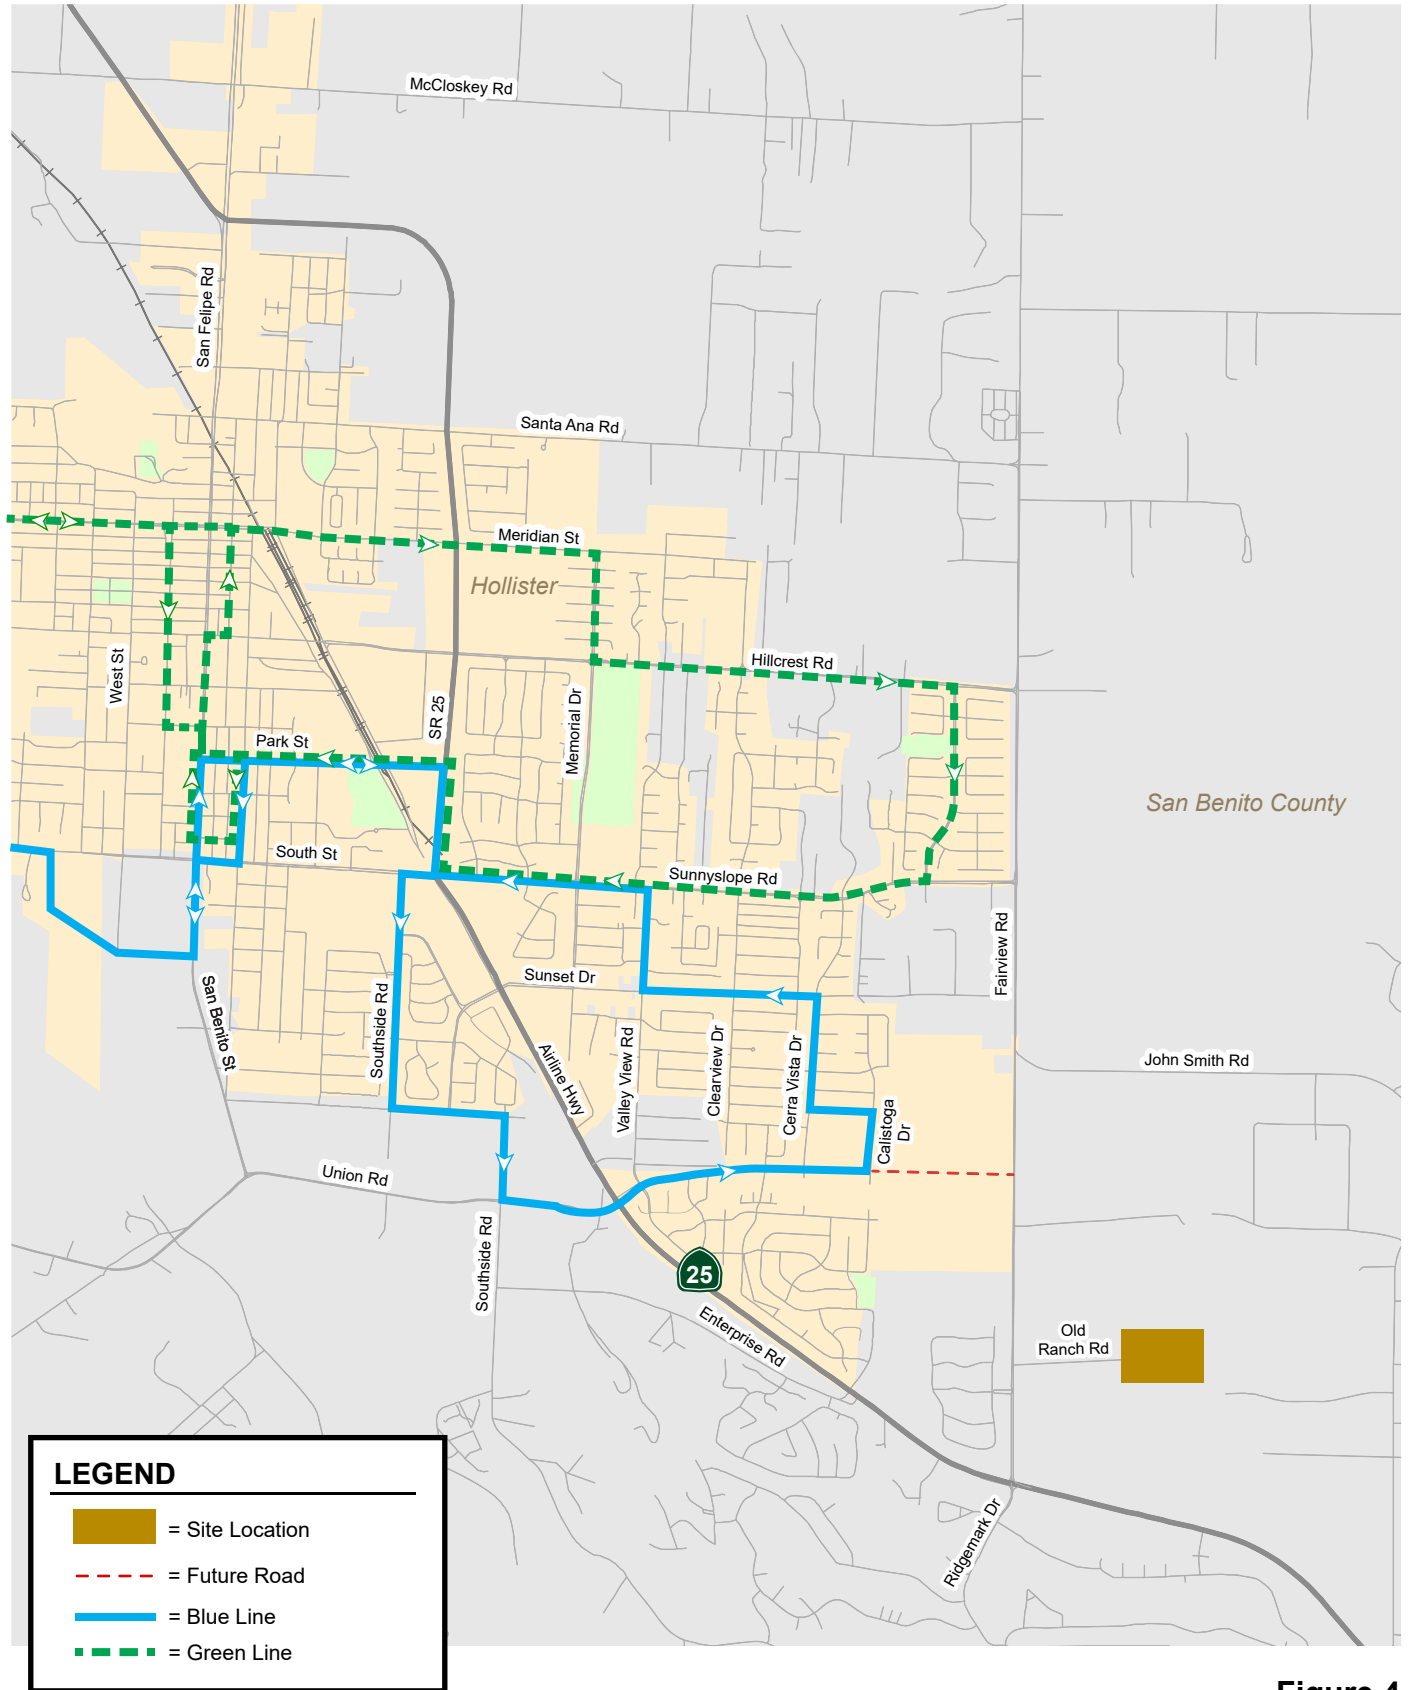 McCloskey Rd
San Felipe Rd
Santa Ana Rd
Meridian St
Hollister
West St
Hillcrest Rd
SR 25
Memorial Dr
Park St
San Benito County
South St
Sunnyslope Rd
Fairview Rd
San Benito St
Sunset Dr
Southside Rd
Airline Hwy
Valley View Rd
Clearview Dr
Cerra Vista Dr
John Smith Rd
Calistoga
Dr
Union Rd
Southside Rd
25
Enterprise Rd
Old
Ranch Rd
Ridgemark Dr
LEGEND
= Site Location
= Future Road
= Blue Line
= Green Line
Figure 4